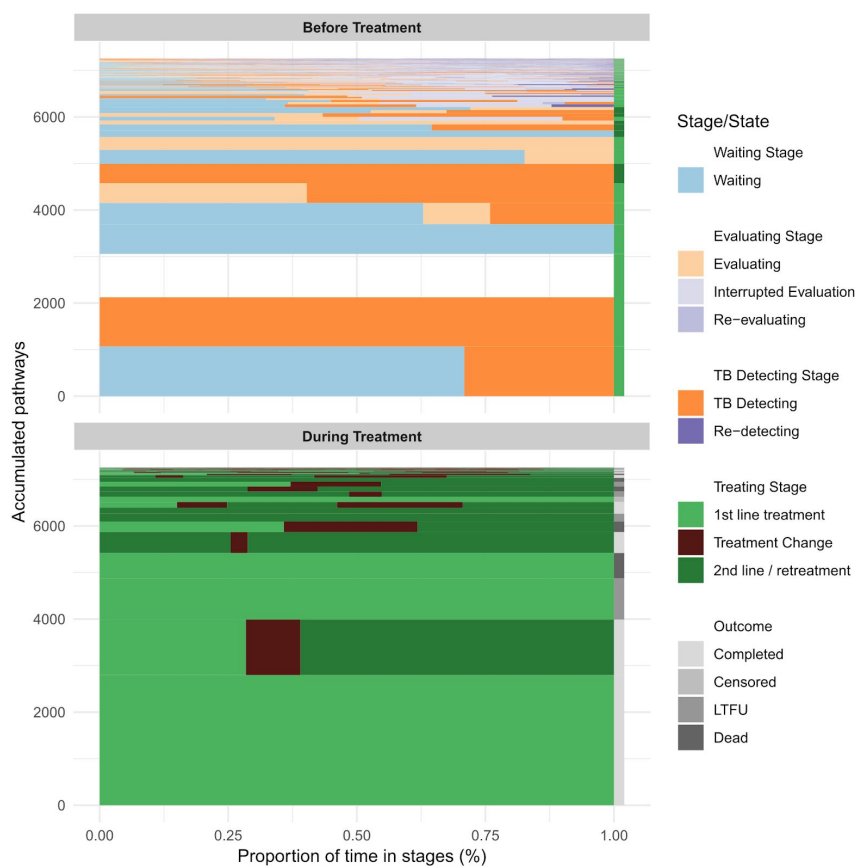 Before Treatment
6000
4000
2000
0
During Treatment
6000
4000
2000
0
0.00 0.25 0.50 0.75 1.00
Proportion of time in stages (%)
Accumulated pathways
Stage/State
Waiting Stage
Waiting
Evaluating Stage
Evaluating
Interrupted Evaluation
Re−evaluating
TB Detecting Stage
TB Detecting
Re−detecting
Treating Stage
1st line treatment
Treatment Change
2nd line / retreatment
Outcome
Completed
Censored
LTFU
Dead